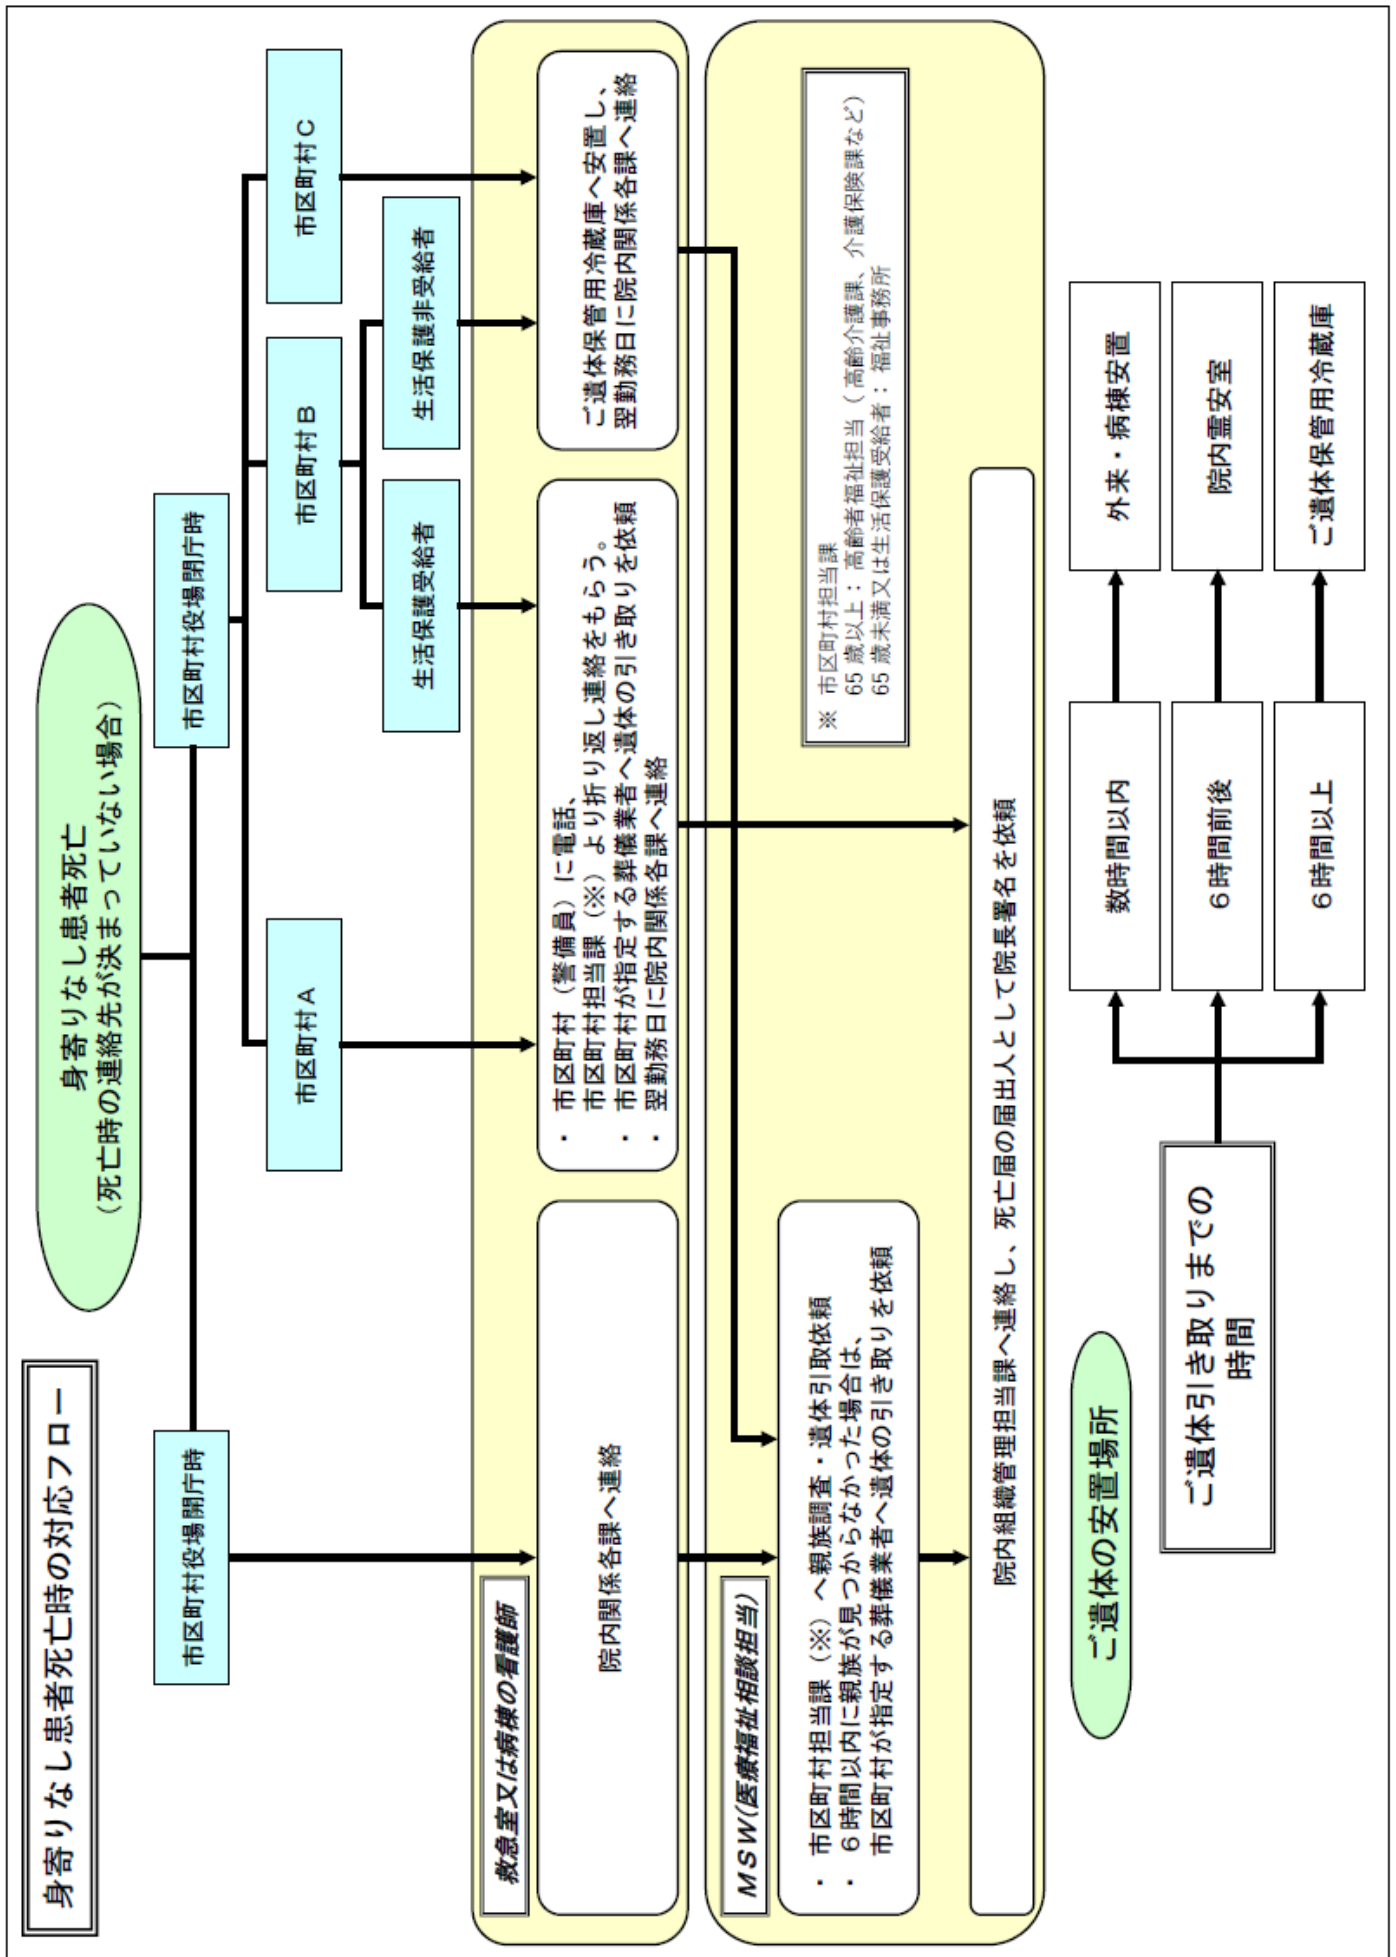 身寄りなし患者死亡時の対応フロー
身寄りなし患者死亡
（死亡時の連絡先が決まっていない場合）
市区町村役場開庁時
市区町村役場閉庁時
市区町村A
市区町村B
市区町村C
生活保護受給者
生活保護非受給者
救急室又は病棟の看護師
院内関係各課へ連絡
・ 市区町村（警備員）に電話、
市区町村担当課（※）より折り返し連絡をもらう。
・ 市区町村が指定する葬儀業者へ遺体の引き取りを依頼
・ 翌勤務日に院内関係各課へ連絡
ご遺体保管用冷蔵庫へ安置し、
翌勤務日に院内関係各課へ連絡
MSW(医療福祉相談担当)
・ 市区町村担当課（※）へ親族調査・遺体引取依頼
・ 6時間以内に親族が見つからなかった場合は、
市区町村が指定する葬儀業者へ遺体の引き取りを依頼
※ 市区町村担当課
65歳以上：高齢者福祉担当（高齢介護課、介護保険課など）
65歳未満又は生活保護受給者：福祉事務所
院内組織管理担当課へ連絡し、死亡届の届出人として院長署名を依頼
ご遺体の安置場所
ご遺体引き取りまでの
時間
数時間以内
外来・病棟安置
6時間前後
院内霊安室
6時間以上
ご遺体保管用冷蔵庫